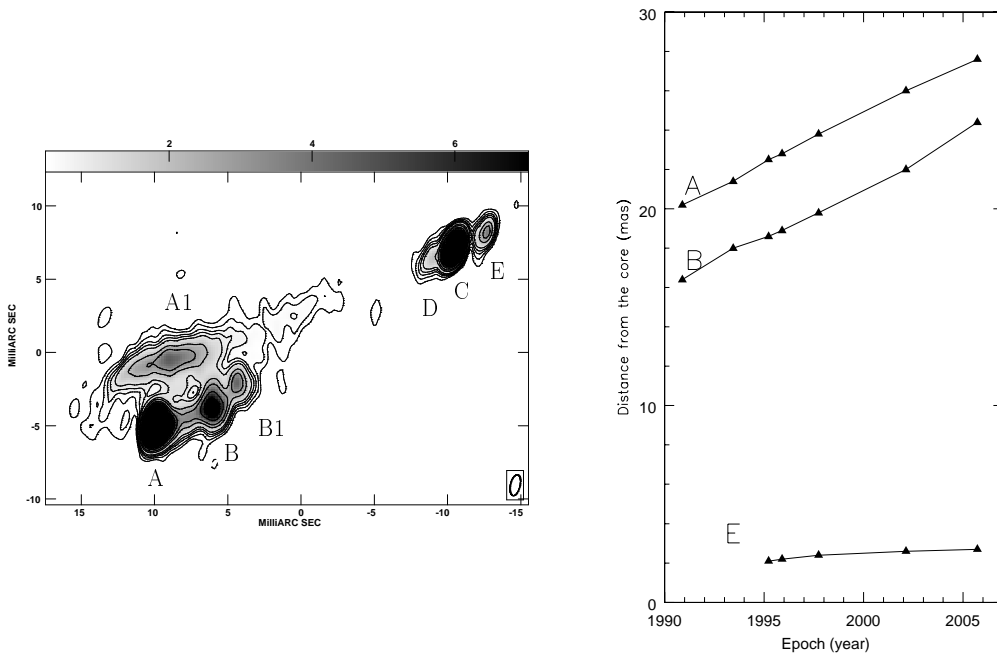 2 4 6
10
5
0
-5
-10
MilliARC SEC
A1
E
C
D
B1
B
A
15 10 5 0 -5 -10 -15
MilliARC SEC
30
20
10
0
Distance from the core (mas)
A
B
E
1990 1995 2000 2005
Epoch (year)